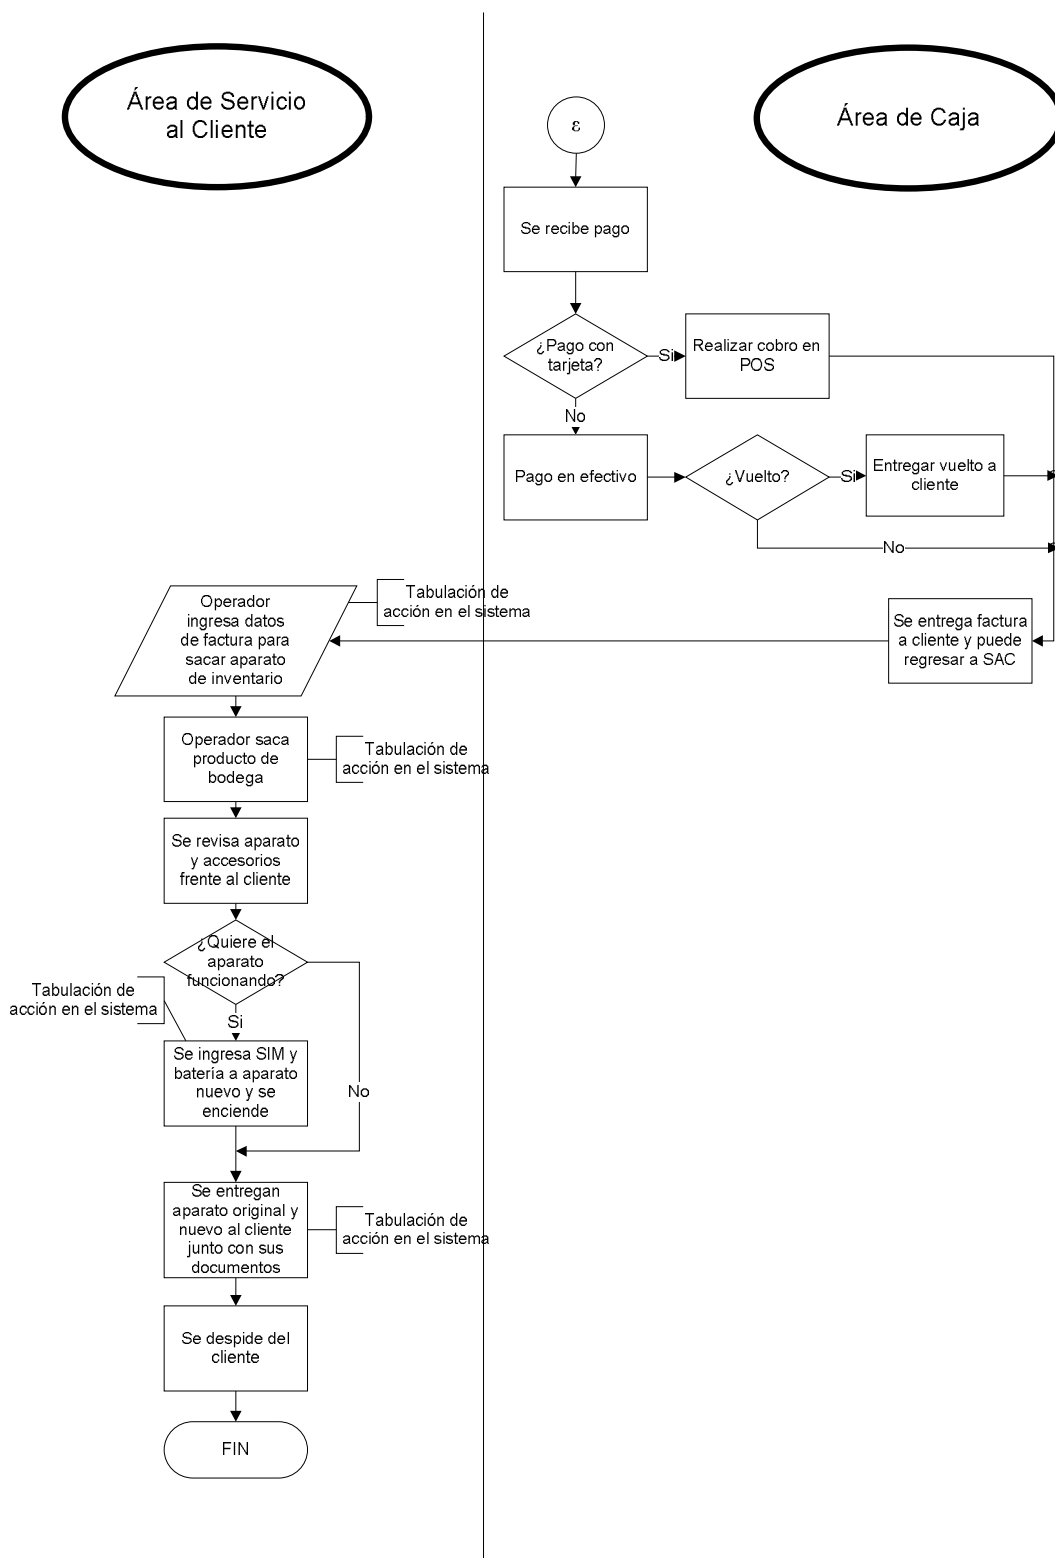 Área de Servicio
al Cliente
ε
Área de Caja
Se recibe pago
¿Pago con
tarjeta?
Si
Realizar cobro en
POS
No
Pago en efectivo
¿Vuelto?
Si
Entregar vuelto a
cliente
No
Se entrega factura
a cliente y puede
regresar a SAC
Operador
ingresa datos
de factura para
sacar aparato
de inventario
Tabulación de
acción en el sistema
Operador saca
producto de
bodega
Tabulación de
acción en el sistema
Se revisa aparato
y accesorios
frente al cliente
¿Quiere el
aparato
funcionando?
Tabulación de
acción en el sistema
Si
Se ingresa SIM y
batería a aparato
nuevo y se
enciende
No
Se entregan
aparato original y
nuevo al cliente
junto con sus
documentos
Tabulación de
acción en el sistema
Se despide del
cliente
FIN